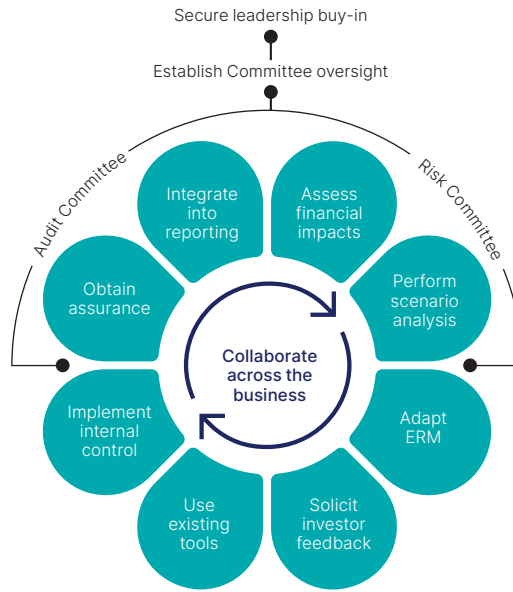 Secure leadership buy-in
Establish Committee oversight
Audit Committee
Risk Committee
Integrate
into
reporting
Assess
financial
impacts
Obtain
assurance
Perform
scenario
analysis
Collaborate
across the
business
Implement
internal
control
Adapt
ERM
Use
existing
tools
Solicit
investor
feedback